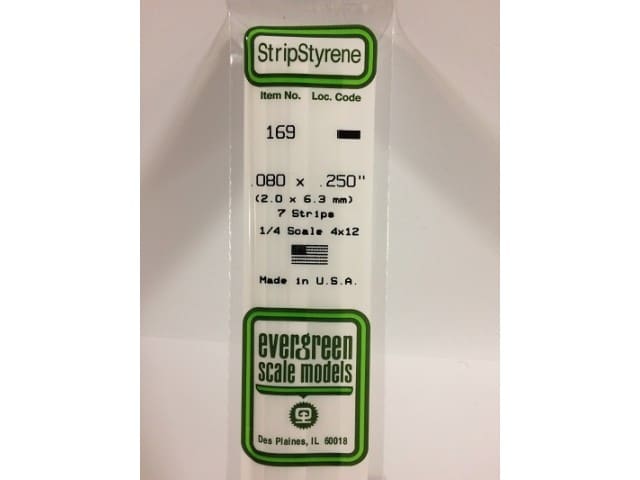 StripStyrene
Item No. Loc. Code
169
.080 x .250"
(2.0 x 6.3 mm)
7 Strips
1/4 Scale 4x12
Made in U.S.A.
evergreen
scale models
Des Plaines, IL 60018